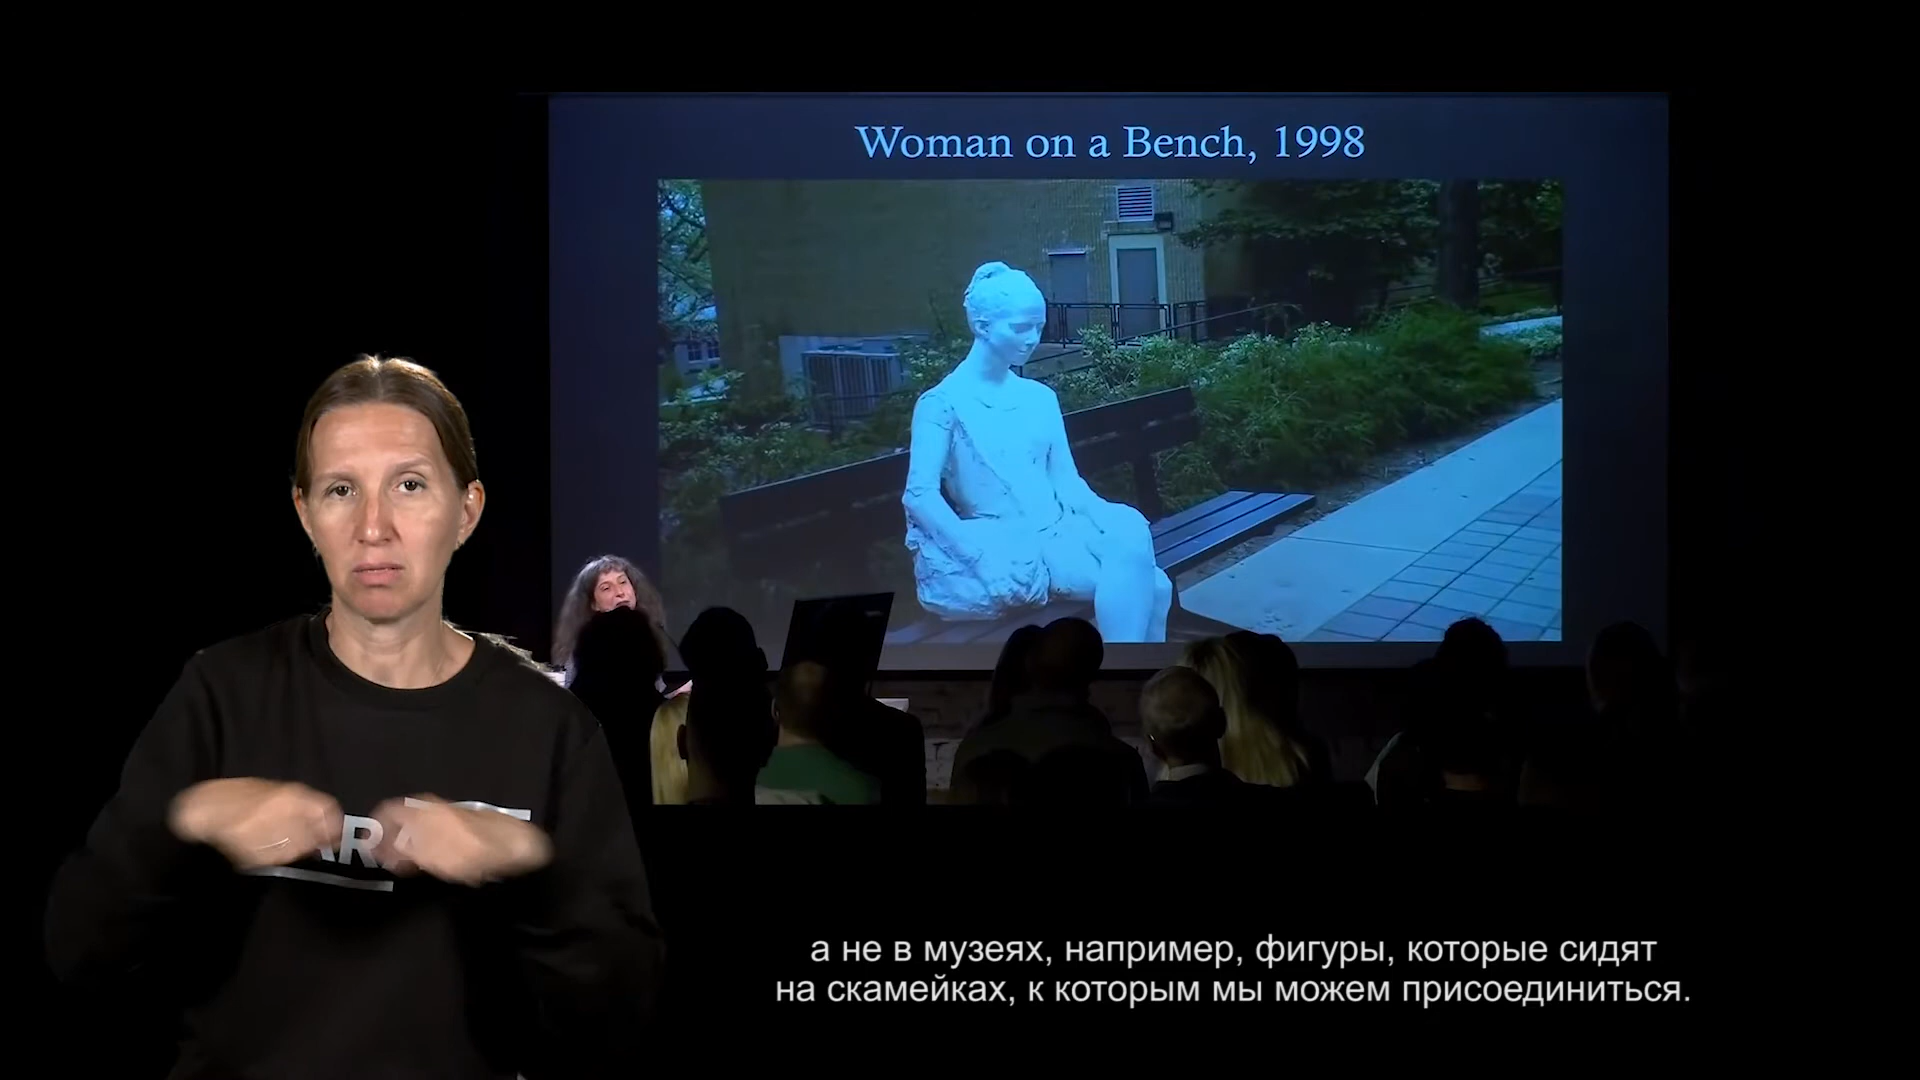 Woman on a Bench, 1998
а не в музеях, например, фигуры, которые сидят
на скамейках, к которым мы можем присоединиться.